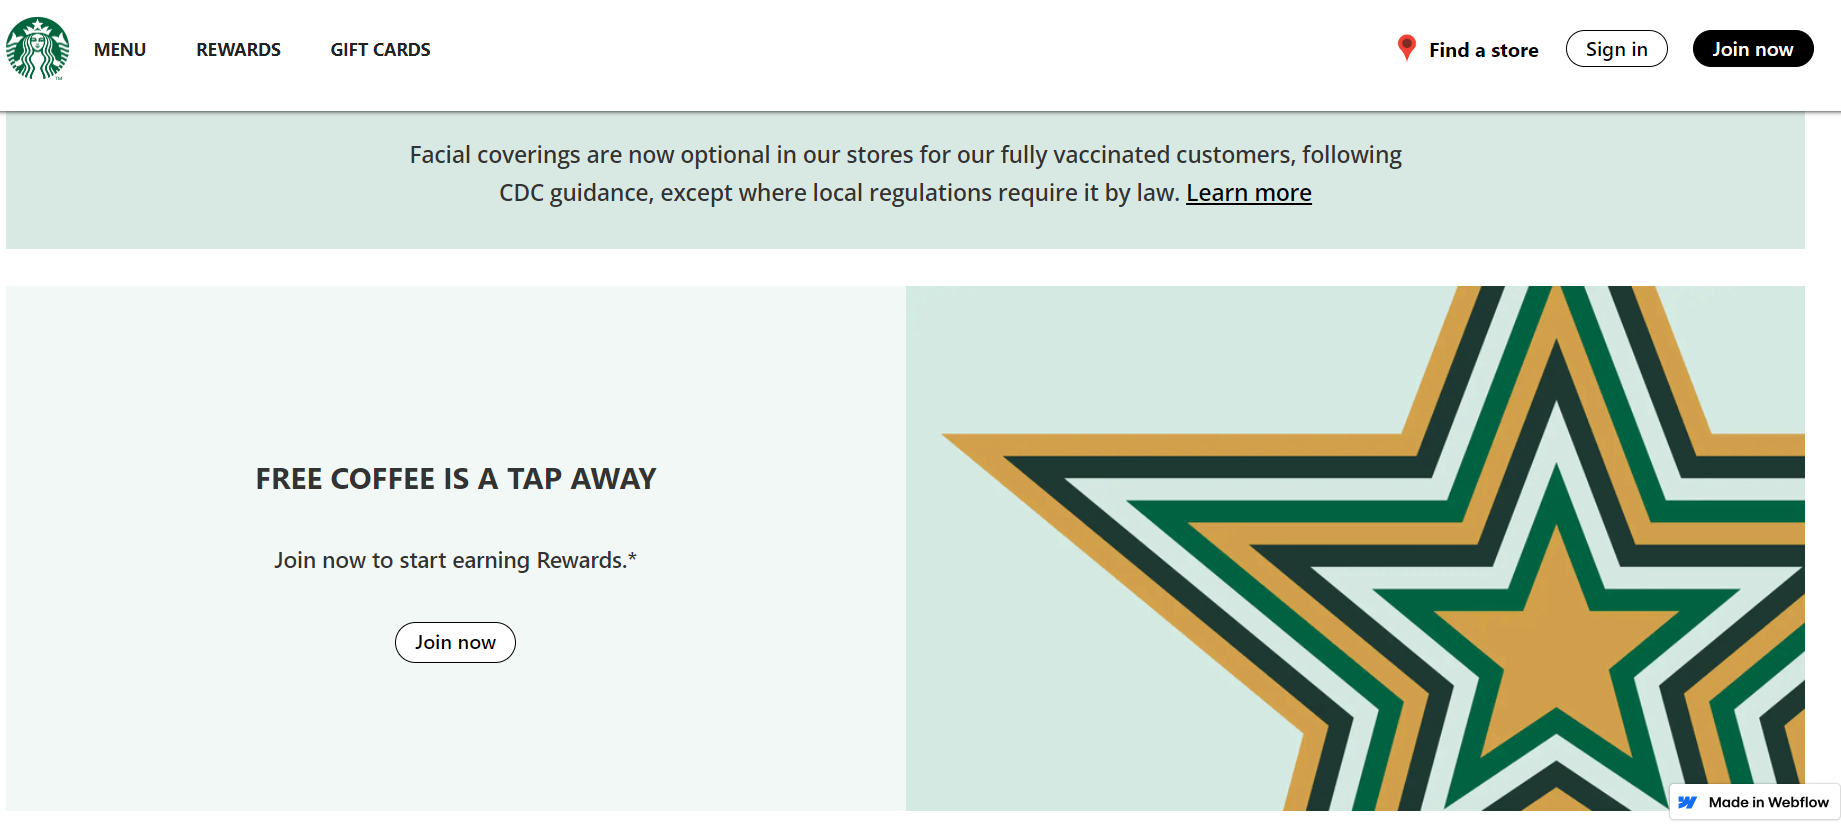 MENU REWARDS GIFT CARDS Find a store Sign in Join now
Facial coverings are now optional in our stores for our fully vaccinated customers, following
CDC guidance, except where local regulations require it by law. Learn more
FREE COFFEE IS A TAP AWAY
Join now to start earning Rewards.*
Join now
Made in Webflow
TM